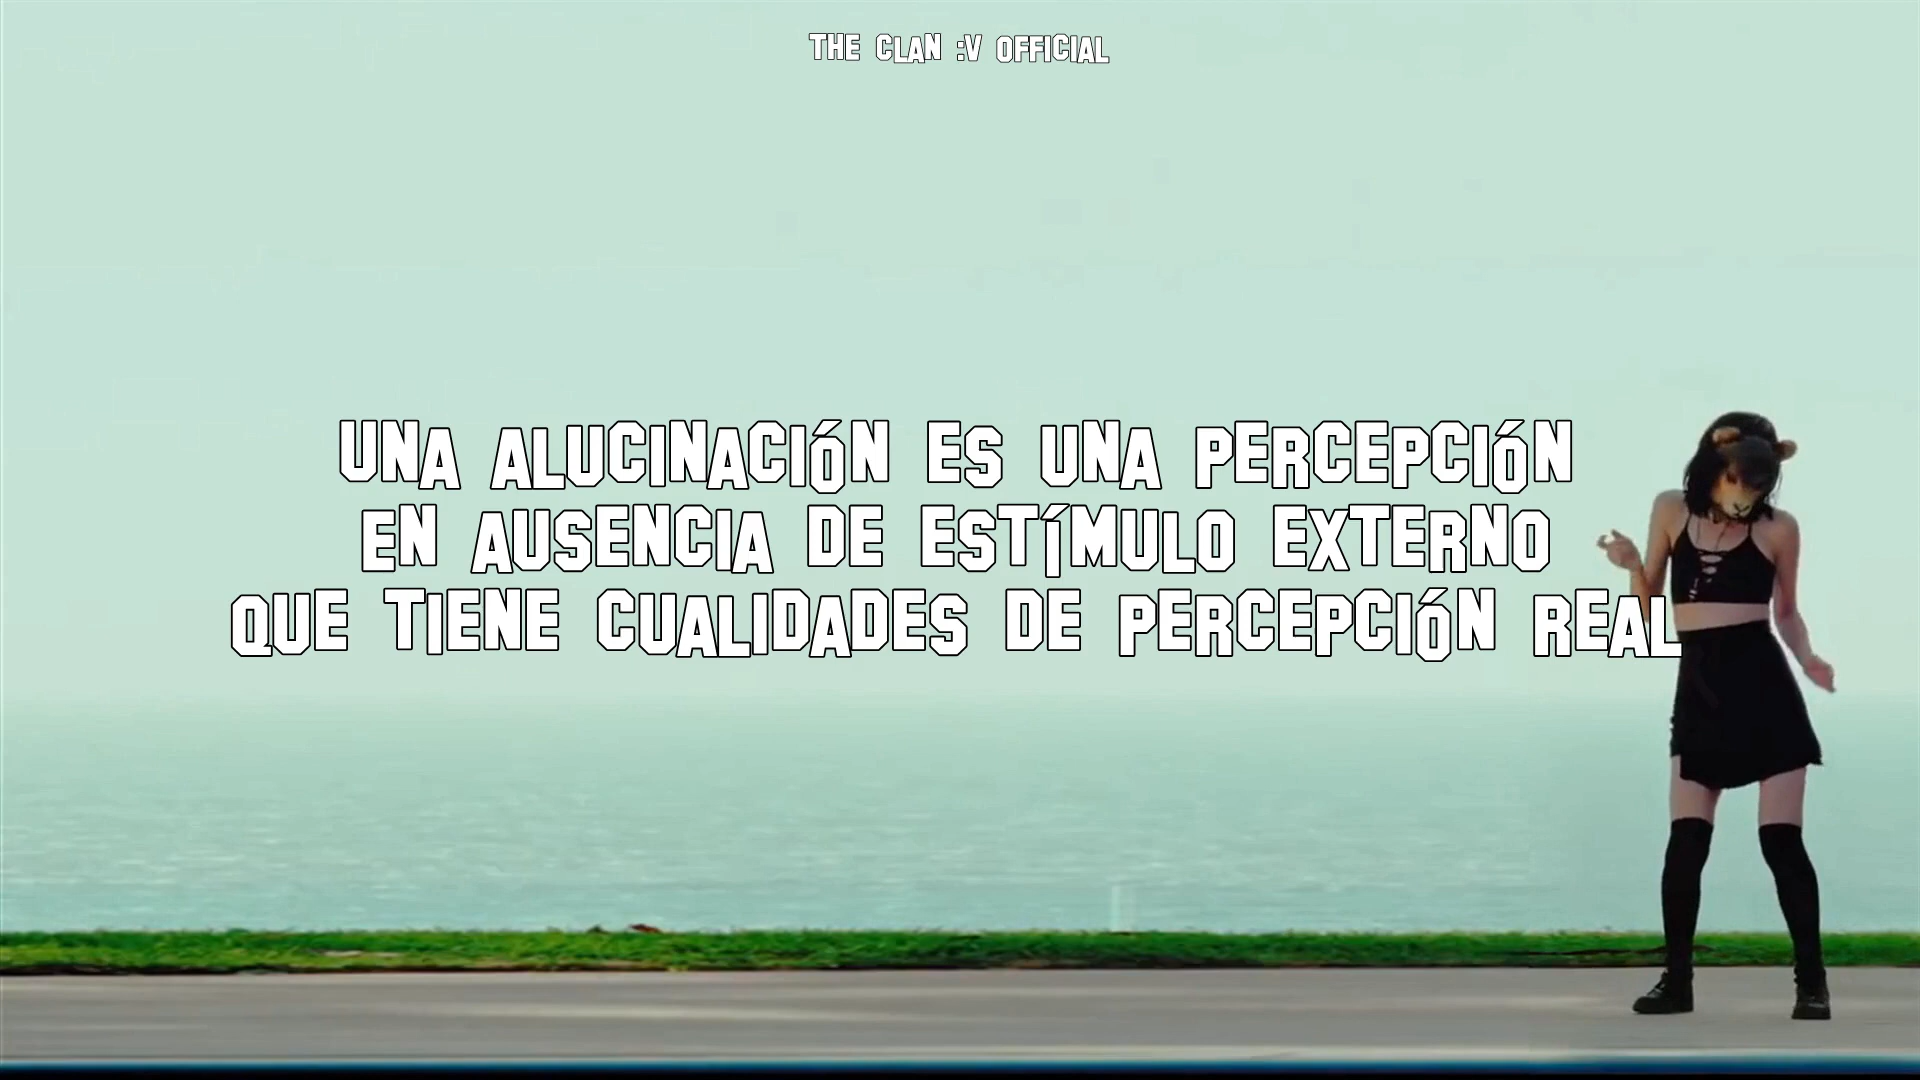 THE CLAN :V OFFICIAL
UNA ALUCINACIÓN ES UNA PERCEPCIÓN
EN AUSENCIA DE ESTÍMULO EXTERNO
QUE TIENE CUALIDADES DE PERCEPCIÓN REAL